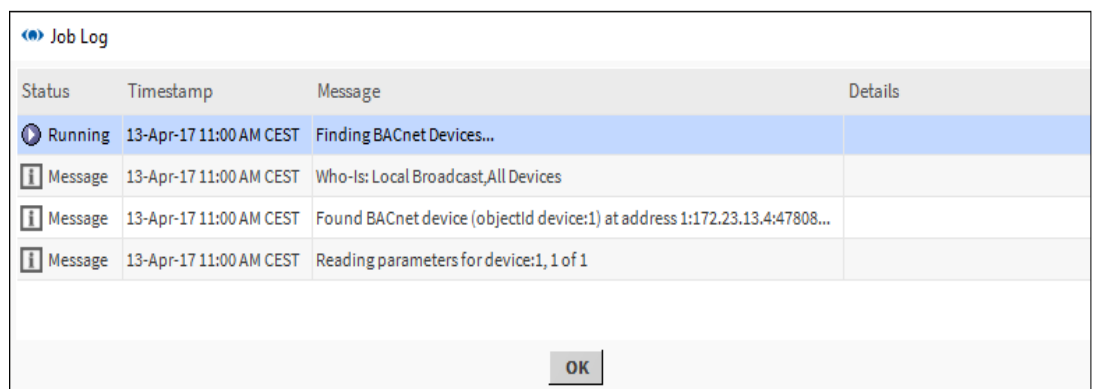 Job Log
Status Timestamp Message Details
Running 13-Apr-17 11:00 AM CEST Finding BACnet Devices...
Message 13-Apr-17 11:00 AM CEST Who-Is: Local Broadcast,All Devices
Message 13-Apr-17 11:00 AM CEST Found BACnet device (objectId device:1) at address 1:172.23.13.4:47808...
Message 13-Apr-17 11:00 AM CEST Reading parameters for device:1, 1 of 1
OK